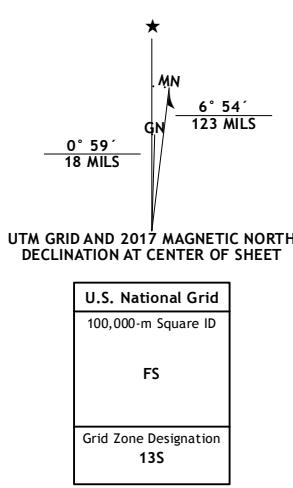 ★
MN
6° 54´
123 MILS
GN
0° 59´
18 MILS
UTM GRID AND 2017 MAGNETIC NORTH
DECLINATION AT CENTER OF SHEET
U.S. National Grid
100,000-m Square ID
FS
Grid Zone Designation
13S